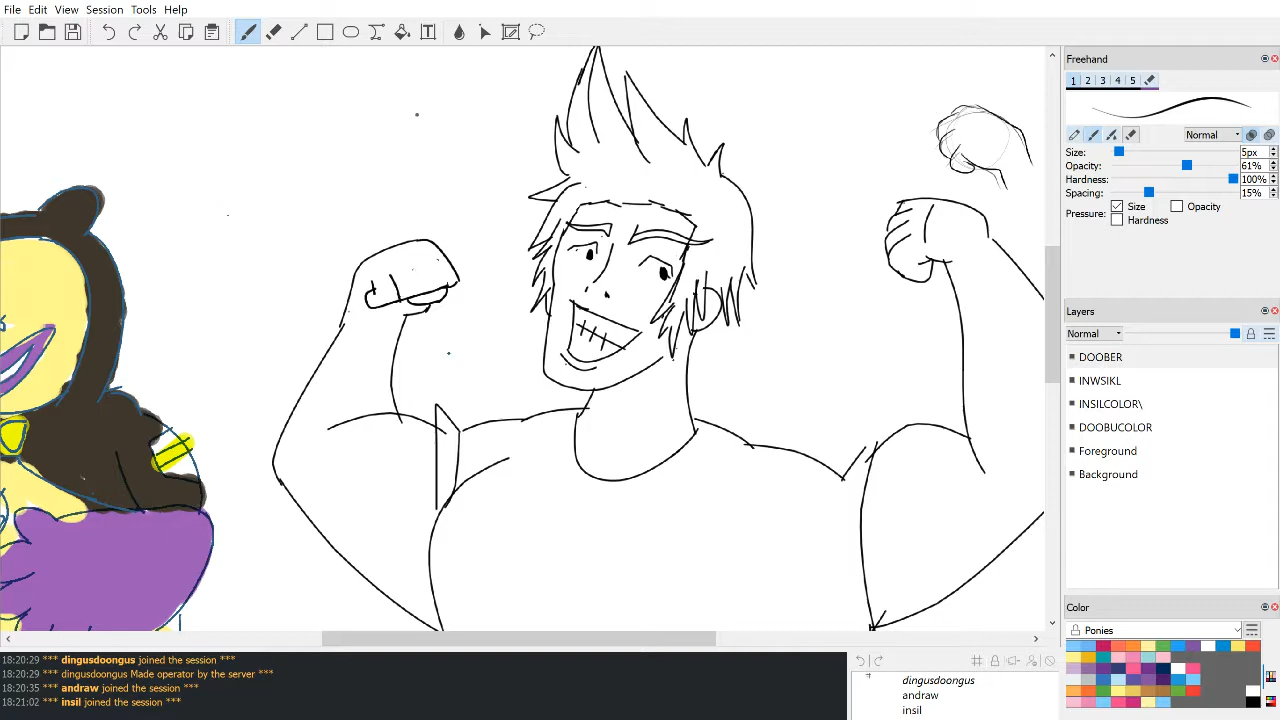 File Edit View Session Tools Help
Freehand
1 2 3 4 5
Normal
Size: 5px
Opacity: 61%
Hardness: 100%
Spacing: 15%
Pressure: Size Opacity
Hardness
Layers
Normal
DOOBER
INWSIKL
INSILCOLOR\
DOOBUCOLOR
Foreground
Background
Color
Ponies
18:20:29 *** dingusdoongus joined the session ***
18:20:29 *** dingusdoongus Made operator by the server ***
18:20:35 *** andraw joined the session ***
18:21:02 *** insil joined the session ***
dingusdoongus
andraw
insil